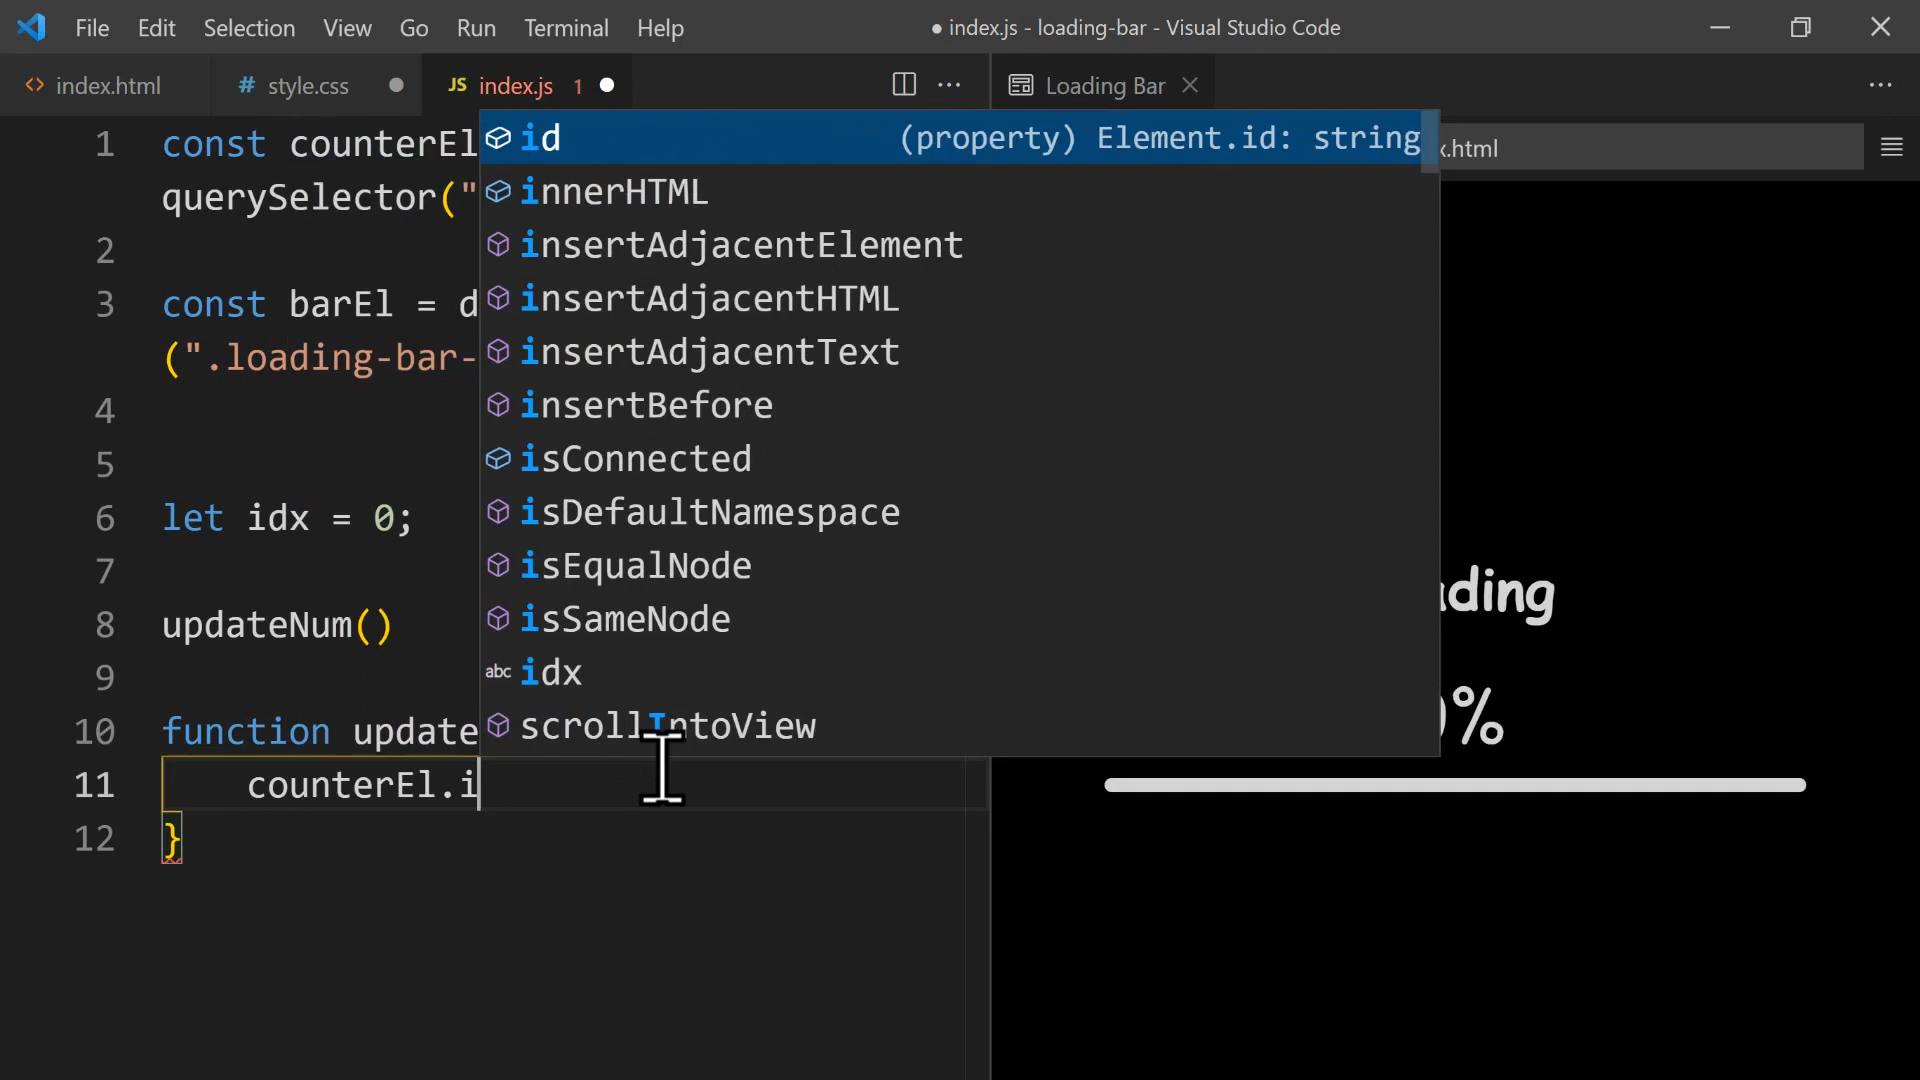 File Edit Selection View Go Run Terminal Help ● index.js - loading-bar - Visual Studio Code
<> index.html # style.css JS index.js 1 ··· Loading Bar ···
1 const counterEl
querySelector("
2
3 const barEl = d
(".loading-bar-
4
5
6 let idx = 0;
7
8 updateNum()
9
10 function update
11 counterEl.i
12 }
id (property) Element.id: string
innerHTML
insertAdjacentElement
insertAdjacentHTML
insertAdjacentText
insertBefore
isConnected
isDefaultNamespace
isEqualNode
isSameNode
abc idx
scrollIntoView
.html
ading
%